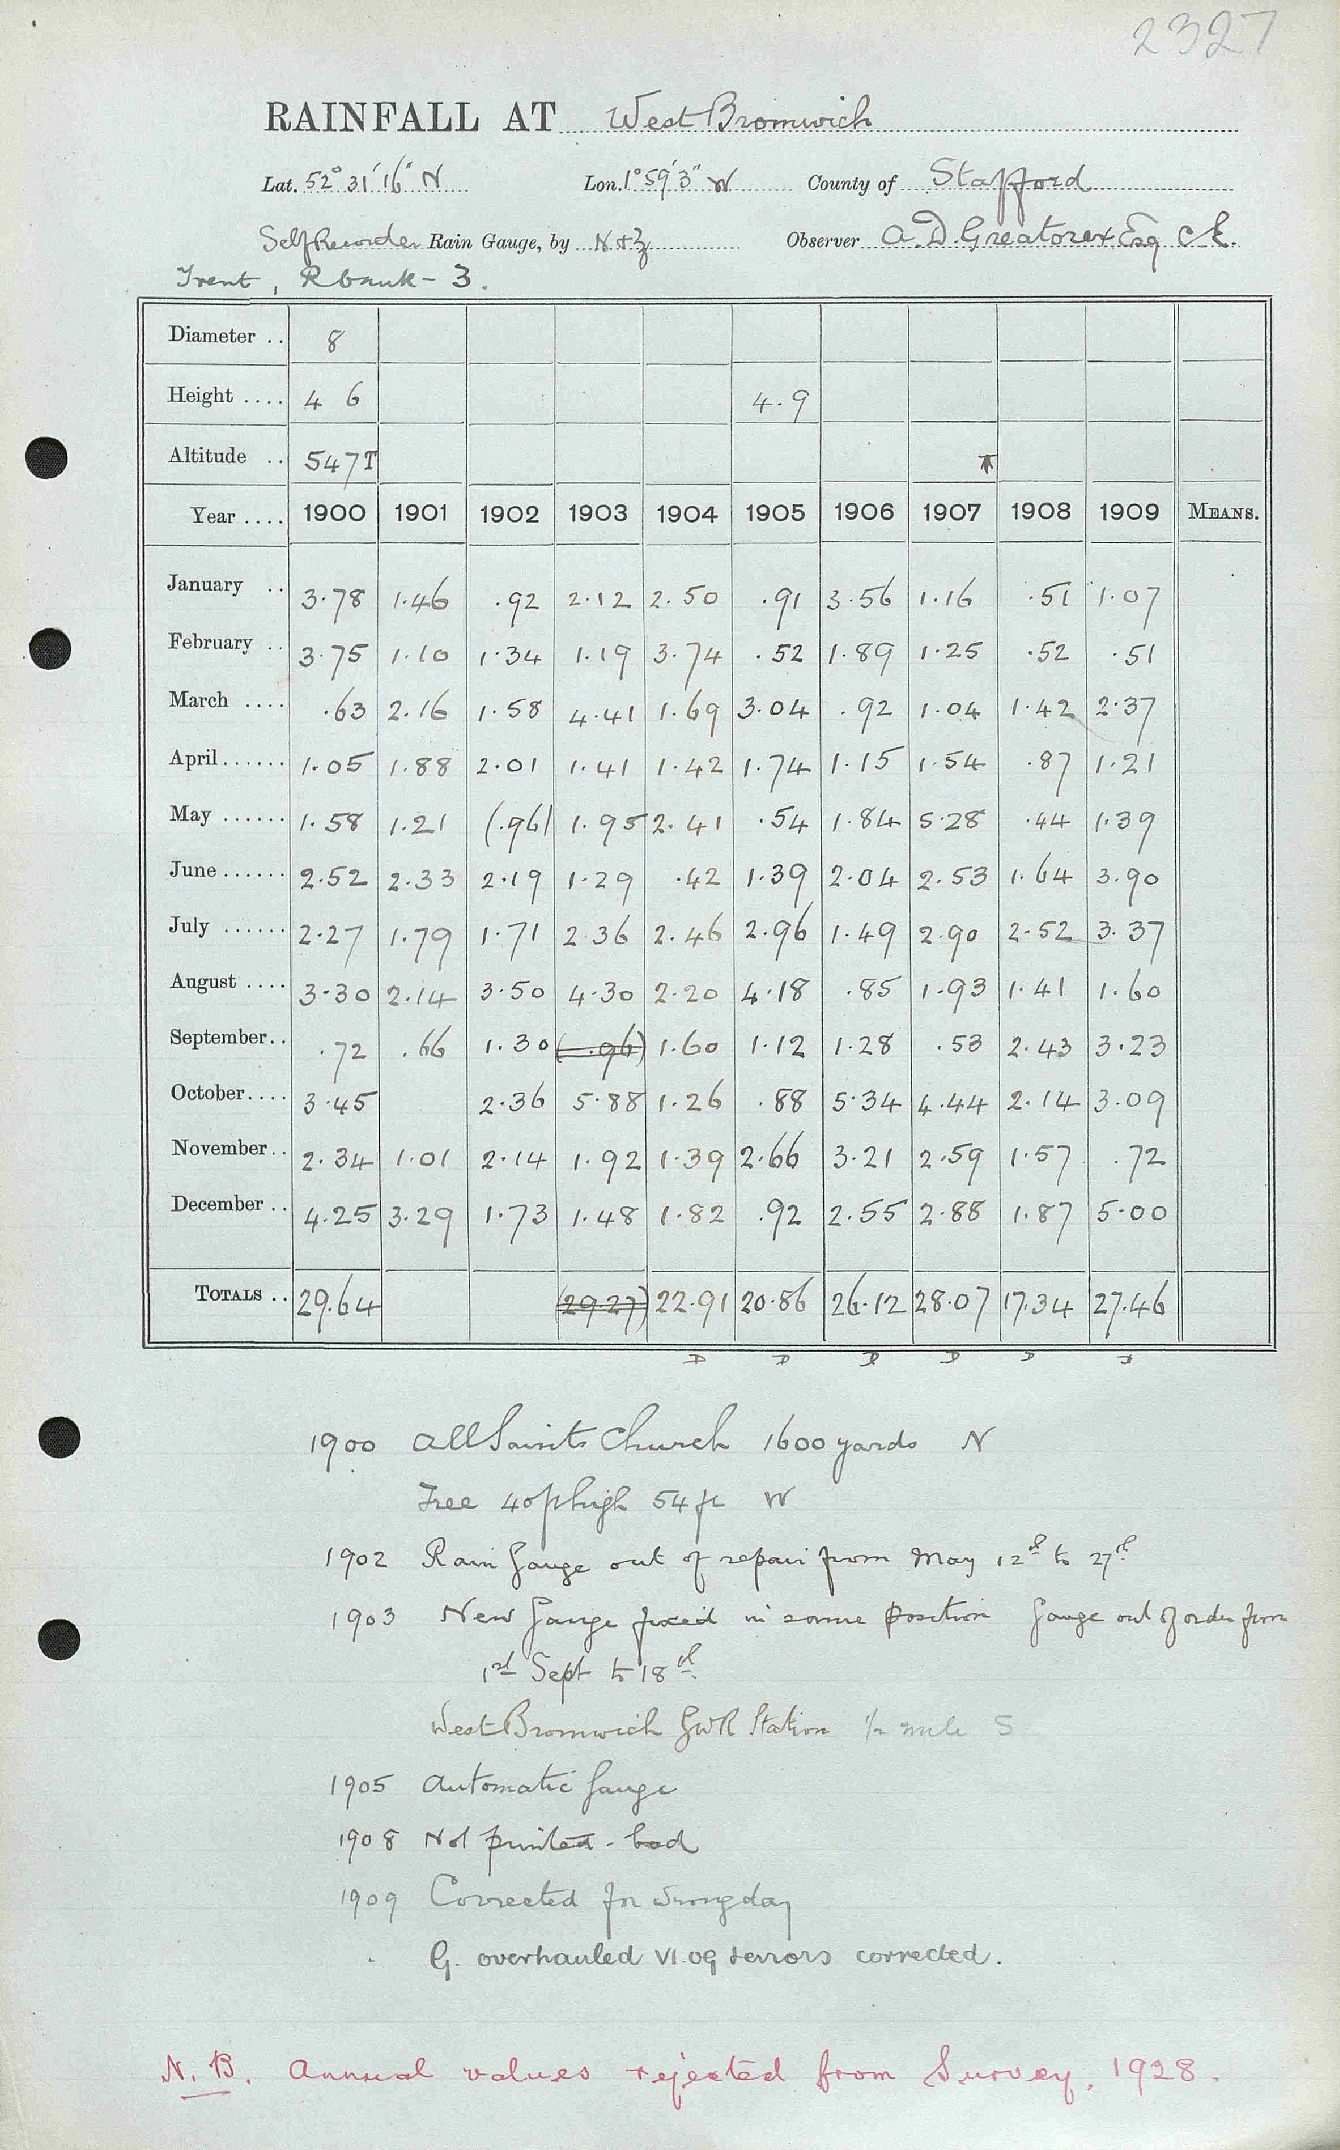 2327
RAINFALL AT West Bromwich
Lat. 52° 31' 16" N Lon. 1° 59' 3" W County of Stafford
Self Recorder Rain Gauge, by N & Z Observer A. D. Greatorex Esq C E.
Trent, R bank - 3.
Diameter .. 8
Height .... 4 6 4.9
Altitude .. 547T
Year .... 1900 1901 1902 1903 1904 1905 1906 1907 1908 1909 MEANS.
January .. 3.78 1.46 .92 2.12 2.50 .91 3.56 1.16 .51 1.07
February .. 3.75 1.10 1.34 1.19 3.74 .52 1.89 1.25 .52 .51
March .... .63 2.16 1.58 4.41 1.69 3.04 .92 1.04 1.42 2.37
April ...... 1.05 1.88 2.01 1.41 1.42 1.74 1.15 1.54 .87 1.21
May ...... 1.58 1.21 (.96) 1.95 2.41 .54 1.84 5.28 .44 1.39
June ...... 2.52 2.33 2.19 1.29 .42 1.39 2.04 2.53 1.64 3.90
July ...... 2.27 1.79 1.71 2.36 2.46 2.96 1.49 2.90 2.52 3.37
August .... 3.30 2.14 3.50 4.30 2.20 4.18 .85 1.93 1.41 1.60
September .. .72 .66 1.30 (.96) 1.60 1.12 1.28 .53 2.43 3.23
October .... 3.45 2.36 5.88 1.26 .88 5.34 4.44 2.14 3.09
November .. 2.34 1.01 2.14 1.92 1.39 2.66 3.21 2.59 1.57 .72
December .. 4.25 3.29 1.73 1.48 1.82 .92 2.55 2.88 1.87 5.00
TOTALS .. 29.64 (29.27) 22.91 20.86 26.12 28.07 17.34 27.46
1900 All Saints Church 1600 yards N
Tree 40 ft high 54 ft W
1902 Rain Gauge out of repair from May 12th to 27th
1903 New Gauge fixed in same position Gauge out of order from
1st Sept to 18th
West Bromwich GWR Station 1/2 mile S
1905 Automatic Gauge
1908 Not printed - bad
1909 Corrected for wrong day
G. overhauled VI.09 & errors corrected.
N.B. Annual values rejected from Survey, 1928.